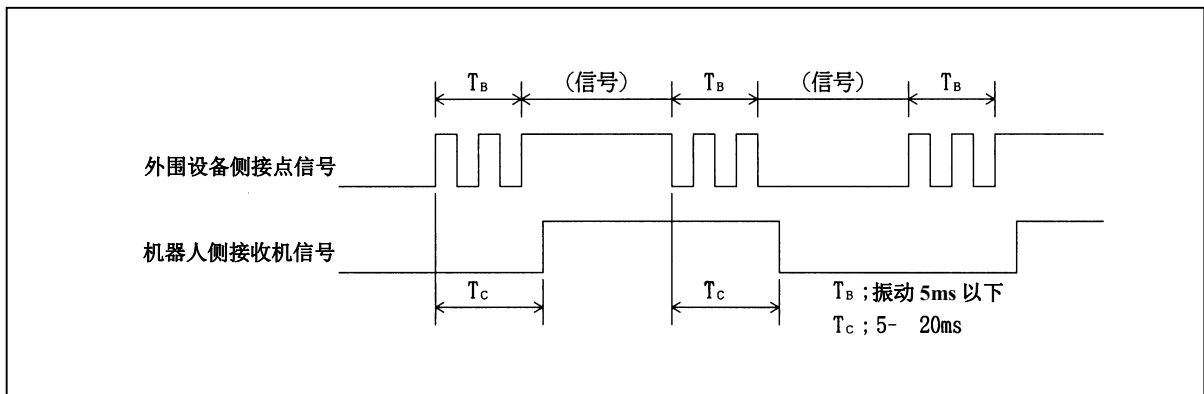 TB （信号） TB （信号） TB
外围设备侧接点信号
机器人侧接收机信号
TC TC
TB；振动 5ms 以下
TC；5- 20ms